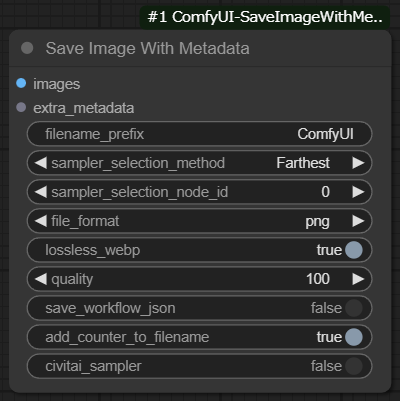 #1 ComfyUI-SaveImageWithMe..
Save Image With Metadata
images
extra_metadata
filename_prefix ComfyUI
sampler_selection_method Farthest
sampler_selection_node_id 0
file_format png
lossless_webp true
quality 100
save_workflow_json false
add_counter_to_filename true
civitai_sampler false